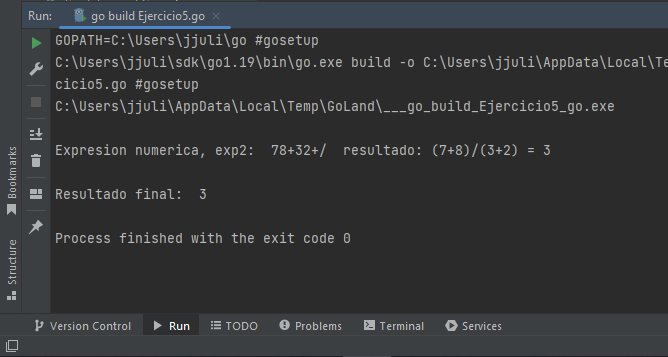 Run: go build Ejercicio5.go
GOPATH=C:\Users\jjuli\go #gosetup
C:\Users\jjuli\sdk\go1.19\bin\go.exe build -o C:\Users\jjuli\AppData\Local\Te
cicio5.go #gosetup
C:\Users\jjuli\AppData\Local\Temp\GoLand\___go_build_Ejercicio5_go.exe
Expresion numerica, exp2:  78+32+/  resultado: (7+8)/(3+2) = 3
Resultado final:  3
Process finished with the exit code 0
Bookmarks
Structure
Version Control Run TODO Problems Terminal Services